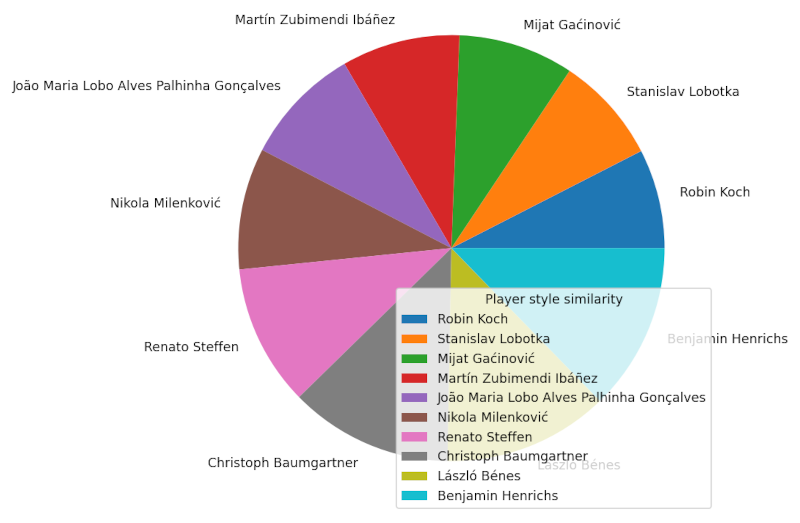 Martín Zubimendi Ibáñez
Mijat Gaćinović
João Maria Lobo Alves Palhinha Gonçalves
Stanislav Lobotka
Robin Koch
Nikola Milenković
Renato Steffen
Benjamin Henrichs
Christoph Baumgartner
László Bénes
Player style similarity
Robin Koch
Stanislav Lobotka
Mijat Gaćinović
Martín Zubimendi Ibáñez
João Maria Lobo Alves Palhinha Gonçalves
Nikola Milenković
Renato Steffen
Christoph Baumgartner
László Bénes
Benjamin Henrichs